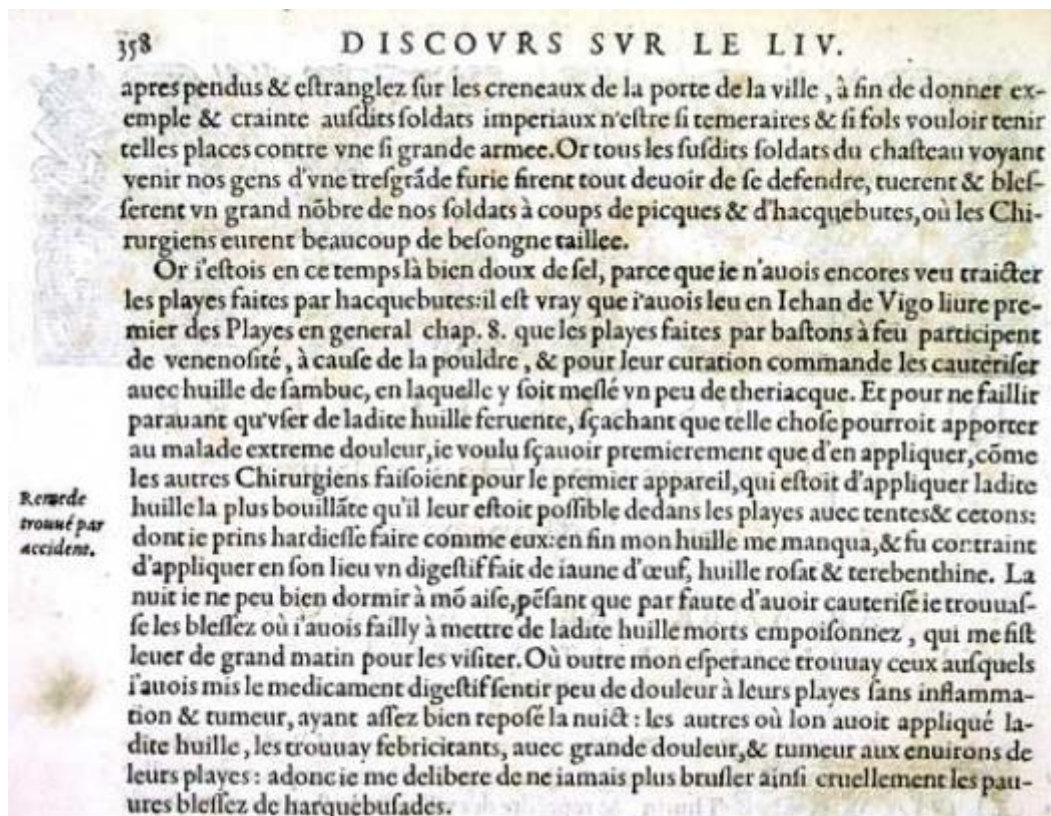 358 DISCOVRS SVR LE LIV.
apres pendus & eſtranglez ſur les creneaux de la porte de la ville, à fin de donner ex-
emple & crainte auſdits ſoldats imperiaux n'eſtre ſi temeraires & ſi fols vouloir tenir
telles places contre vne ſi grande armee. Or tous les ſuſdits ſoldats du chaſteau voyant
venir nos gens d'vne treſgrãde furie firent tout deuoir de ſe defendre, tuerent & bleſ-
ſerent vn grand nõbre de nos ſoldats à coups de picques & d'hacquebutes, où les Chi-
rurgiens eurent beaucoup de beſongne taillee.
Or i'eſtois en ce temps là bien doux de ſel, parce que ie n'auois encores veu traicter
les playes faites par hacquebutes: il eſt vray que i'auois leu en Iehan de Vigo liure pre-
mier des Playes en general chap. 8. que les playes faites par baſtons à feu participent
de venenoſité, à cauſe de la pouldre, & pour leur curation commande les cauteriſer
auec huille de ſambuc, en laquelle y ſoit meſlé vn peu de theriacque. Et pour ne faillir
parauant qu'vſer de ladite huille feruente, ſçachant que telle choſe pourroit apporter
au malade extreme douleur, ie voulu ſçauoir premierement que d'en appliquer, cõme
les autres Chirurgiens faiſoient pour le premier appareil, qui eſtoit d'appliquer ladite
huille la plus bouillãte qu'il leur eſtoit poſſible dedans les playes auec tentes & cetons:
Remede
trouué par
accident.
dont ie prins hardieſſe faire comme eux: en fin mon huille me manqua, & fu contraint
d'appliquer en ſon lieu vn digeſtif fait de iaune d'œuf, huille roſat & terebenthine. La
nuit ie ne peu bien dormir à mõ aiſe, pẽſant que par faute d'auoir cauteriſé ie trouuaſ-
ſe les bleſſez où i'auois failly à mettre de ladite huille morts empoiſonnez, qui me fiſt
leuer de grand matin pour les viſiter. Où outre mon eſperance trouuay ceux auſquels
i'auois mis le medicament digeſtif ſentir peu de douleur à leurs playes ſans inflamma-
tion & tumeur, ayant aſſez bien repoſé la nuict: les autres où lon auoit appliqué la-
dite huille, les trouuay febricitants, auec grande douleur, & tumeur aux enuirons de
leurs playes: adonc ie me delibere de ne iamais plus bruſler ainſi cruellement les pau-
ures bleſſez de harquebuſades.